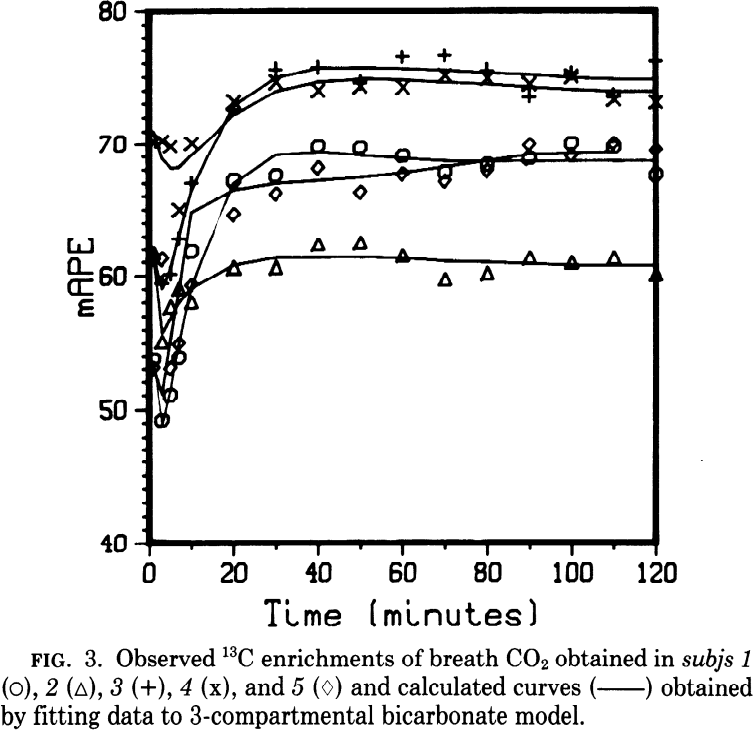 80
70
60
50
40
mAPE
0 20 40 60 80 100 120
Time (minutes)
FIG. 3. Observed ¹³C enrichments of breath CO₂ obtained in subjs 1
(○), 2 (△), 3 (+), 4 (x), and 5 (◇) and calculated curves (——) obtained
by fitting data to 3-compartmental bicarbonate model.